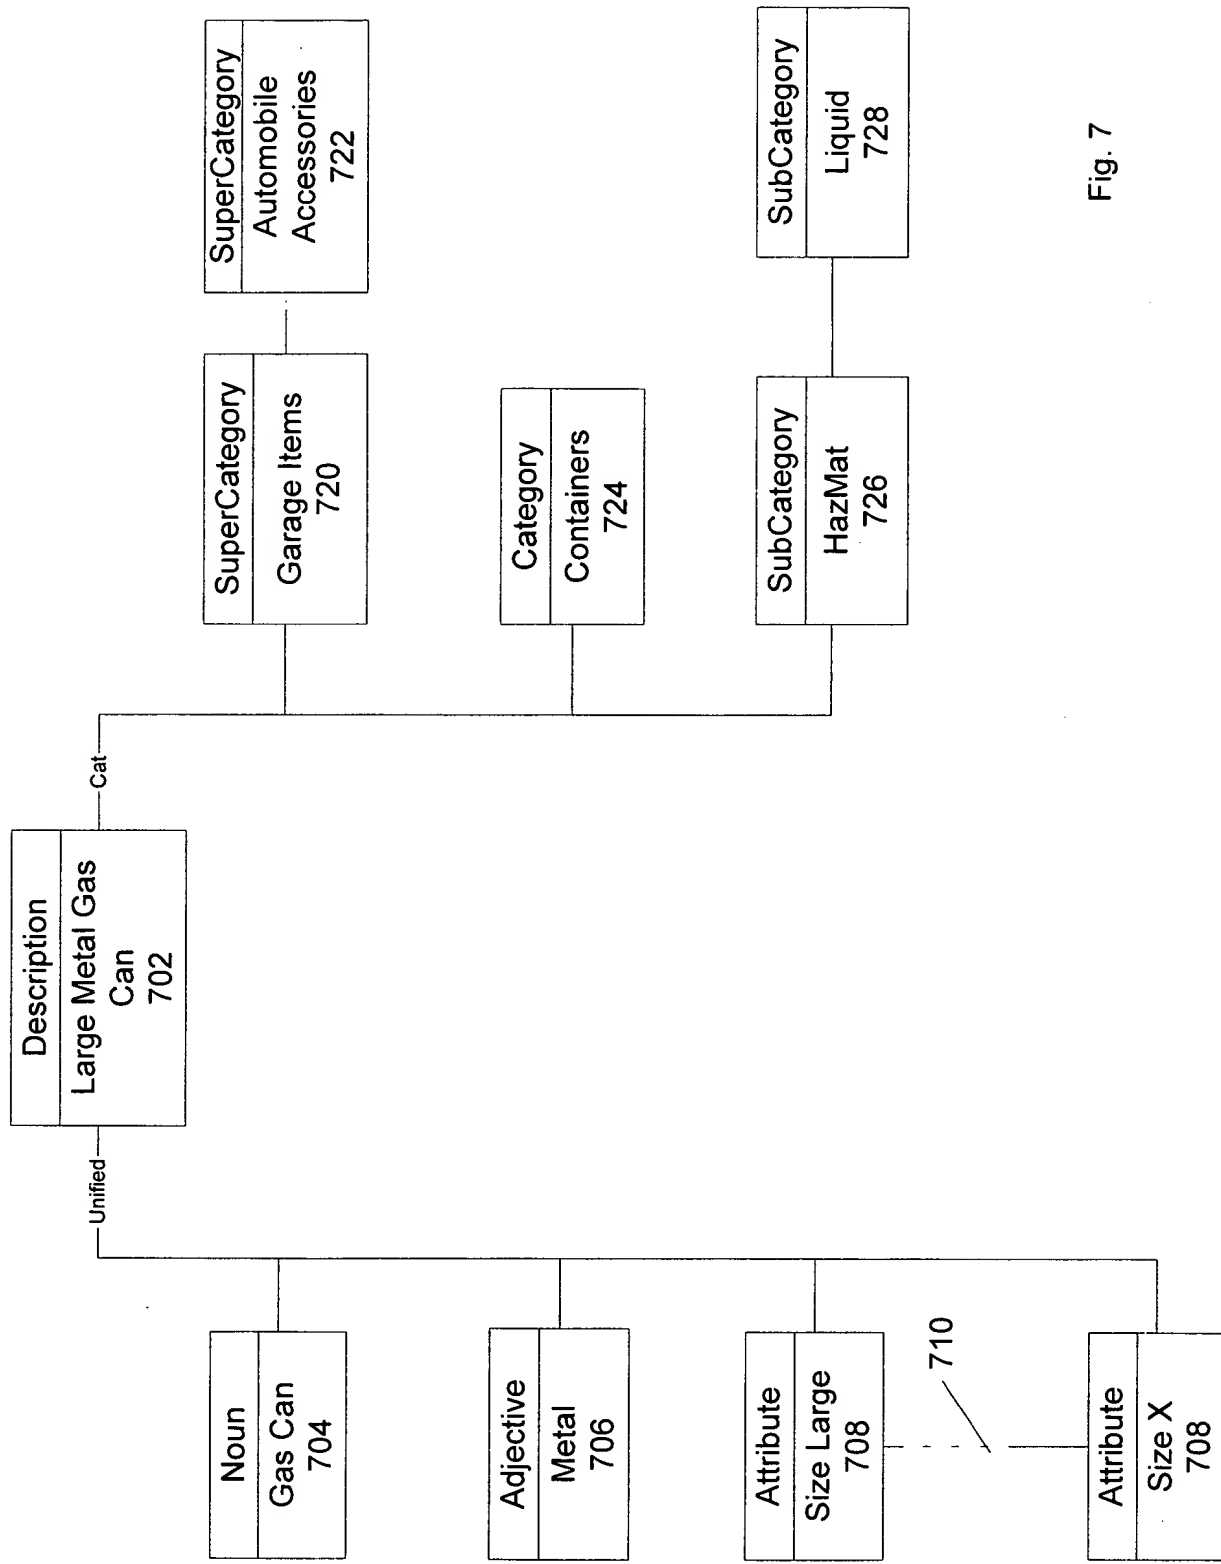 Description
Large Metal Gas
Can
702
Unified
Cat
Noun
Gas Can
704
Adjective
Metal
706
Attribute
Size Large
708
710
Attribute
Size X
708
SuperCategory
Garage Items
720
SuperCategory
Automobile
Accessories
722
Category
Containers
724
SubCategory
HazMat
726
SubCategory
Liquid
728
Fig. 7